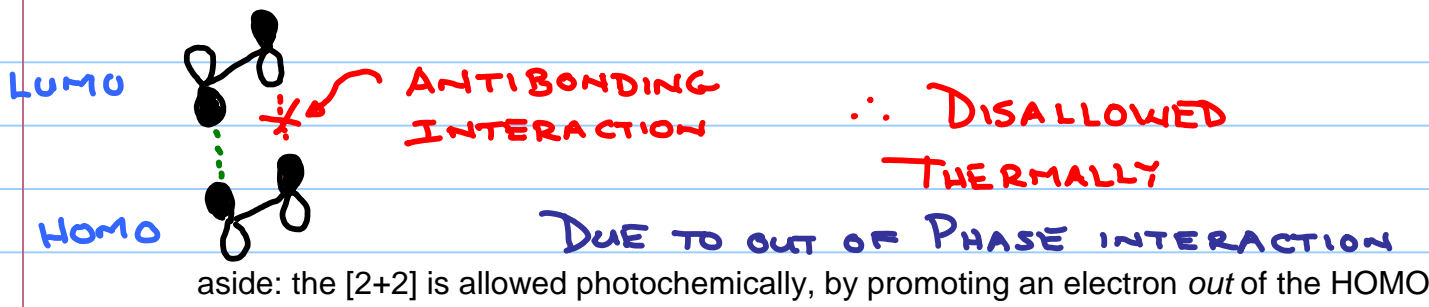 LUMO
ANTIBONDING
INTERACTION
∴ DISALLOWED
THERMALLY
HOMO
DUE TO OUT OF PHASE INTERACTION
aside: the [2+2] is allowed photochemically, by promoting an electron out of the HOMO